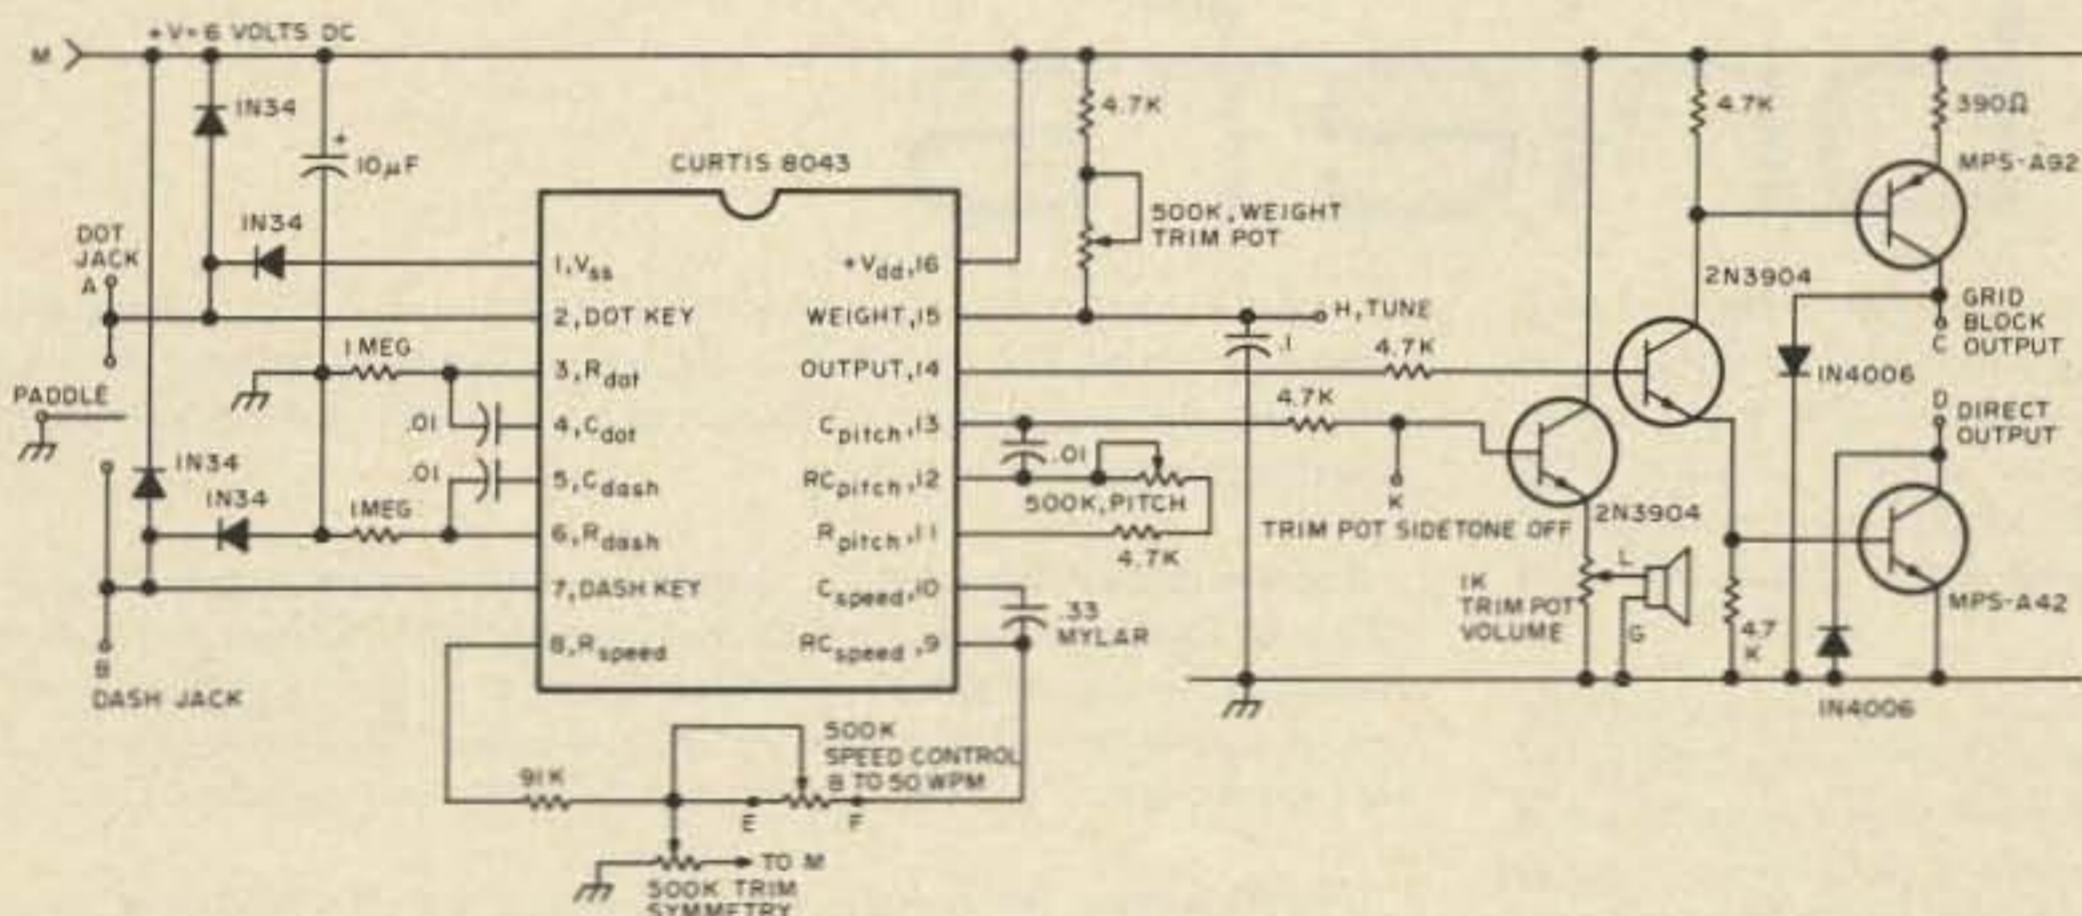 M
+V=6 VOLTS DC
IN34
10µF
+
IN34
DOT
JACK
A
PADDLE
IN34
IN34
B
DASH JACK
1 MEG
.01
.01
1MEG
CURTIS 8043
1,Vss
2,DOT KEY
3,Rdot
4,Cdot
5,Cdash
6,Rdash
7,DASH KEY
8,Rspeed
+Vdd,16
WEIGHT,15
OUTPUT,14
Cpitch,13
RCpitch,12
Rpitch,11
Cspeed,10
RCspeed,9
91K
500K
SPEED CONTROL
8 TO 50 WPM
E
F
TO M
500K TRIM
SYMMETRY
4.7K
500K,WEIGHT
TRIM POT
H,TUNE
.1
4.7K
4.7K
.01
500K,PITCH
4.7K
.33
MYLAR
K
TRIM POT SIDETONE OFF
2N3904
L
G
1K
TRIM POT
VOLUME
4.7K
2N3904
4.7
K
390Ω
MPS-A92
GRID
BLOCK
C OUTPUT
IN4006
D
DIRECT
OUTPUT
MPS-A42
IN4006